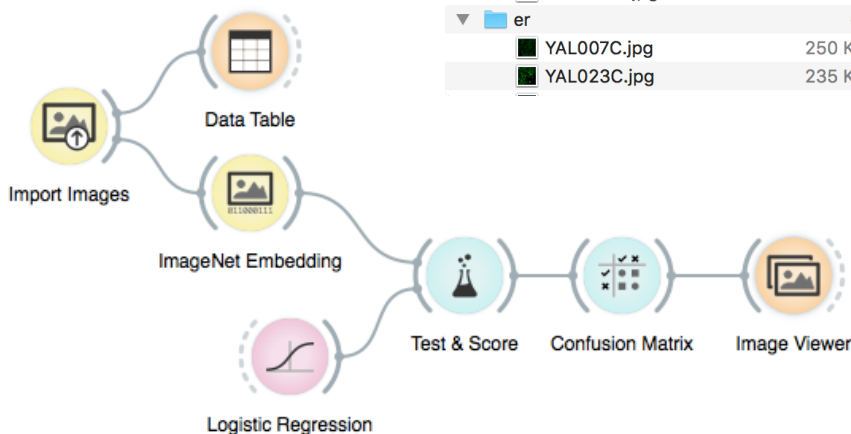 er
YAL007C.jpg 250 K
YAL023C.jpg 235 K
Data Table
Import Images
ImageNet Embedding
Test & Score
Confusion Matrix
Image Viewer
Logistic Regression